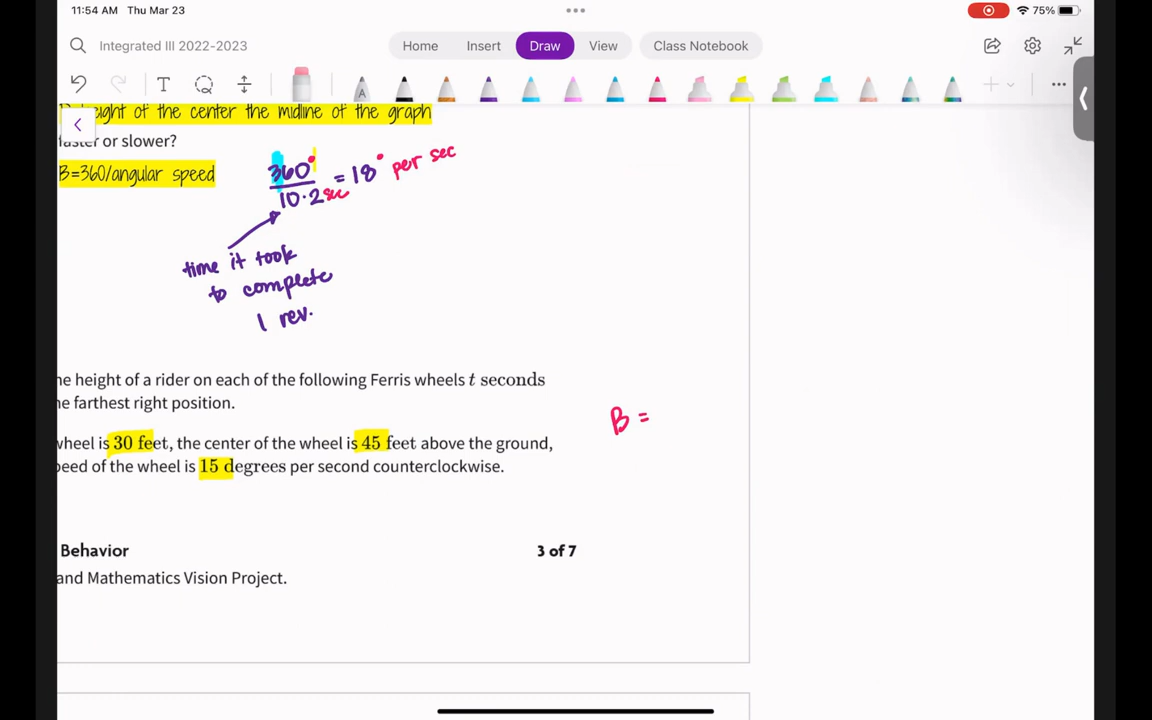 11:54 AM Thu Mar 23
75%
Integrated III 2022-2023
Home Insert Draw View Class Notebook
T A
height of the center the midline of the graph
faster or slower?
B=360/angular speed
360° = 18° per sec
10.2 sec
time it took
to complete
1 rev.
he height of a rider on each of the following Ferris wheels t seconds
he farthest right position.
B =
wheel is 30 feet, the center of the wheel is 45 feet above the ground,
peed of the wheel is 15 degrees per second counterclockwise.
Behavior 3 of 7
and Mathematics Vision Project.